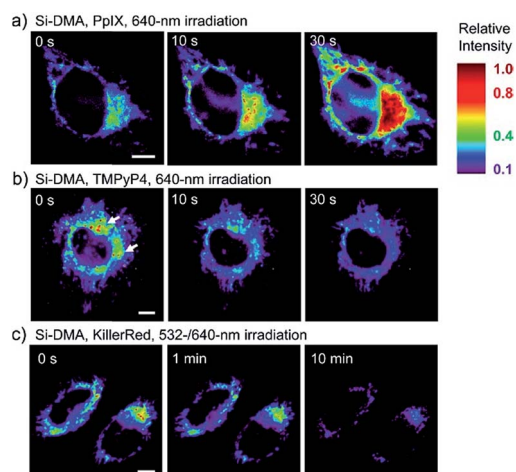 a) Si-DMA, PpIX, 640-nm irradiation
0 s
10 s
30 s
Relative
Intensity
1.0
0.8
0.4
0.1
b) Si-DMA, TMPyP4, 640-nm irradiation
0 s
10 s
30 s
c) Si-DMA, KillerRed, 532-/640-nm irradiation
0 s
1 min
10 min